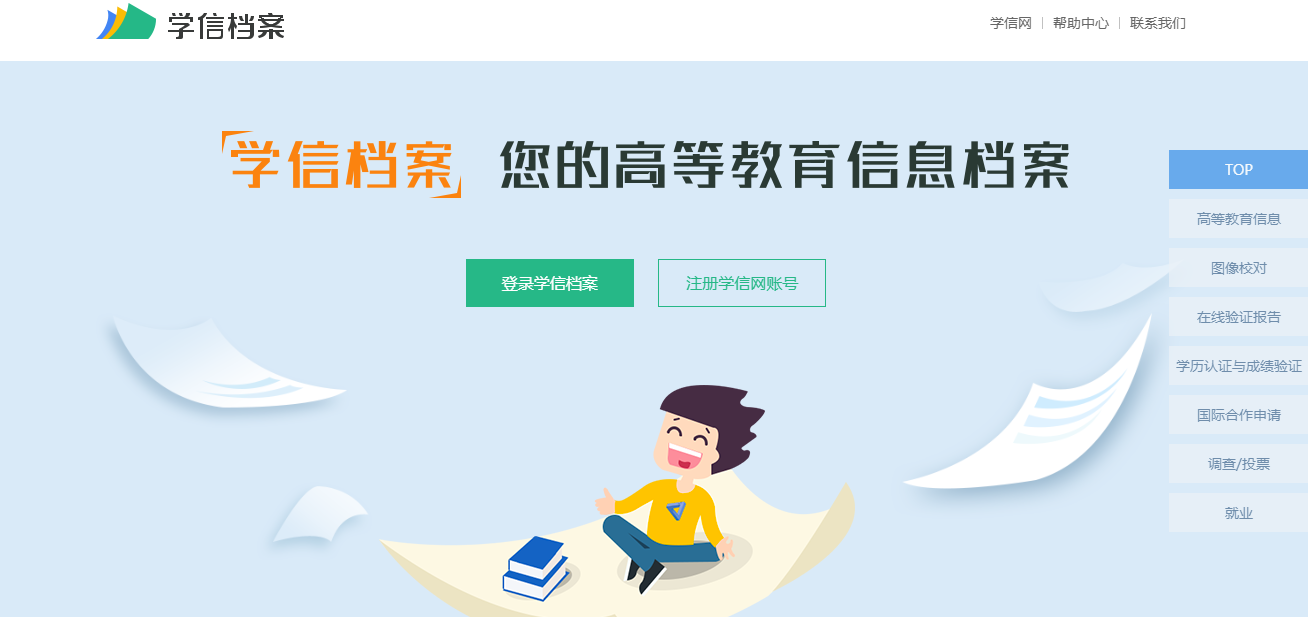 学信档案
学信网 帮助中心 联系我们
学信档案 您的高等教育信息档案
登录学信档案 注册学信网账号
TOP
高等教育信息
图像校对
在线验证报告
学历认证与成绩验证
国际合作申请
调查/投票
就业